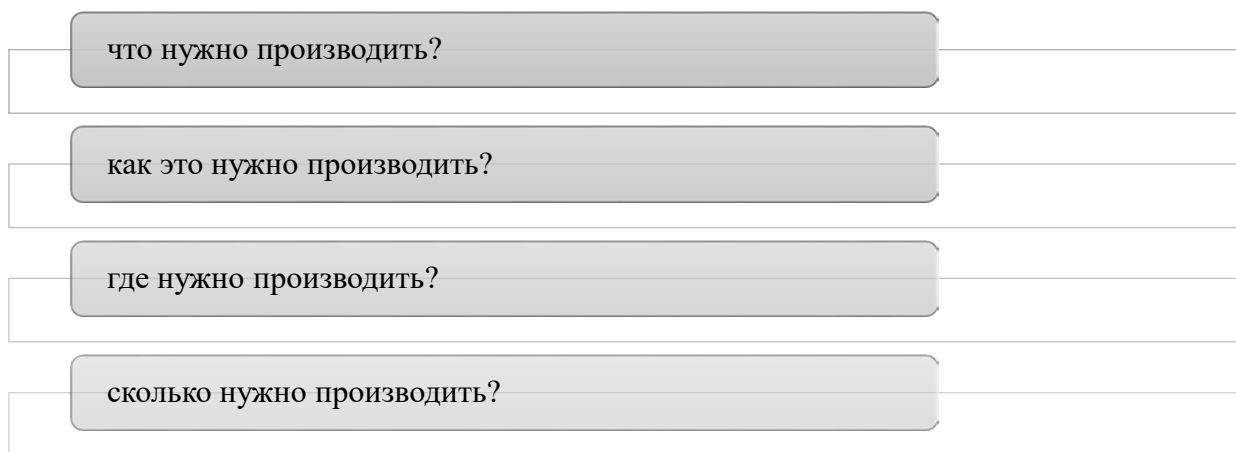 что нужно производить?
как это нужно производить?
где нужно производить?
сколько нужно производить?